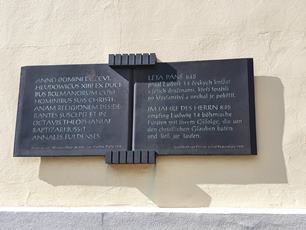 ANNO DOMINI DCCCXLV.
HLUDOWICUS XIIII EX DUCI
BUS BOEMANORUM CUM
HOMINIBUS SUIS CHRISTI
ANAM RELIGIONEM DESIDE
RANTES SUSCEPIT ET IN
OCTAVIS THEOPHANIAE
BAPTIZARI IUSSIT
ANNALES FULDENSES
LÉTA PÁNĚ 845
přijal Ludvík 14 českých knížat
s jejich družinami, kteří toužili
po křesťanství a nechal je pokřtít.
IM JAHRE DES HERRN 845
empfing Ludwig 14 böhmische
Fürsten mit ihrem Gefolge, die um
den christlichen Glauben baten
und ließ sie taufen.